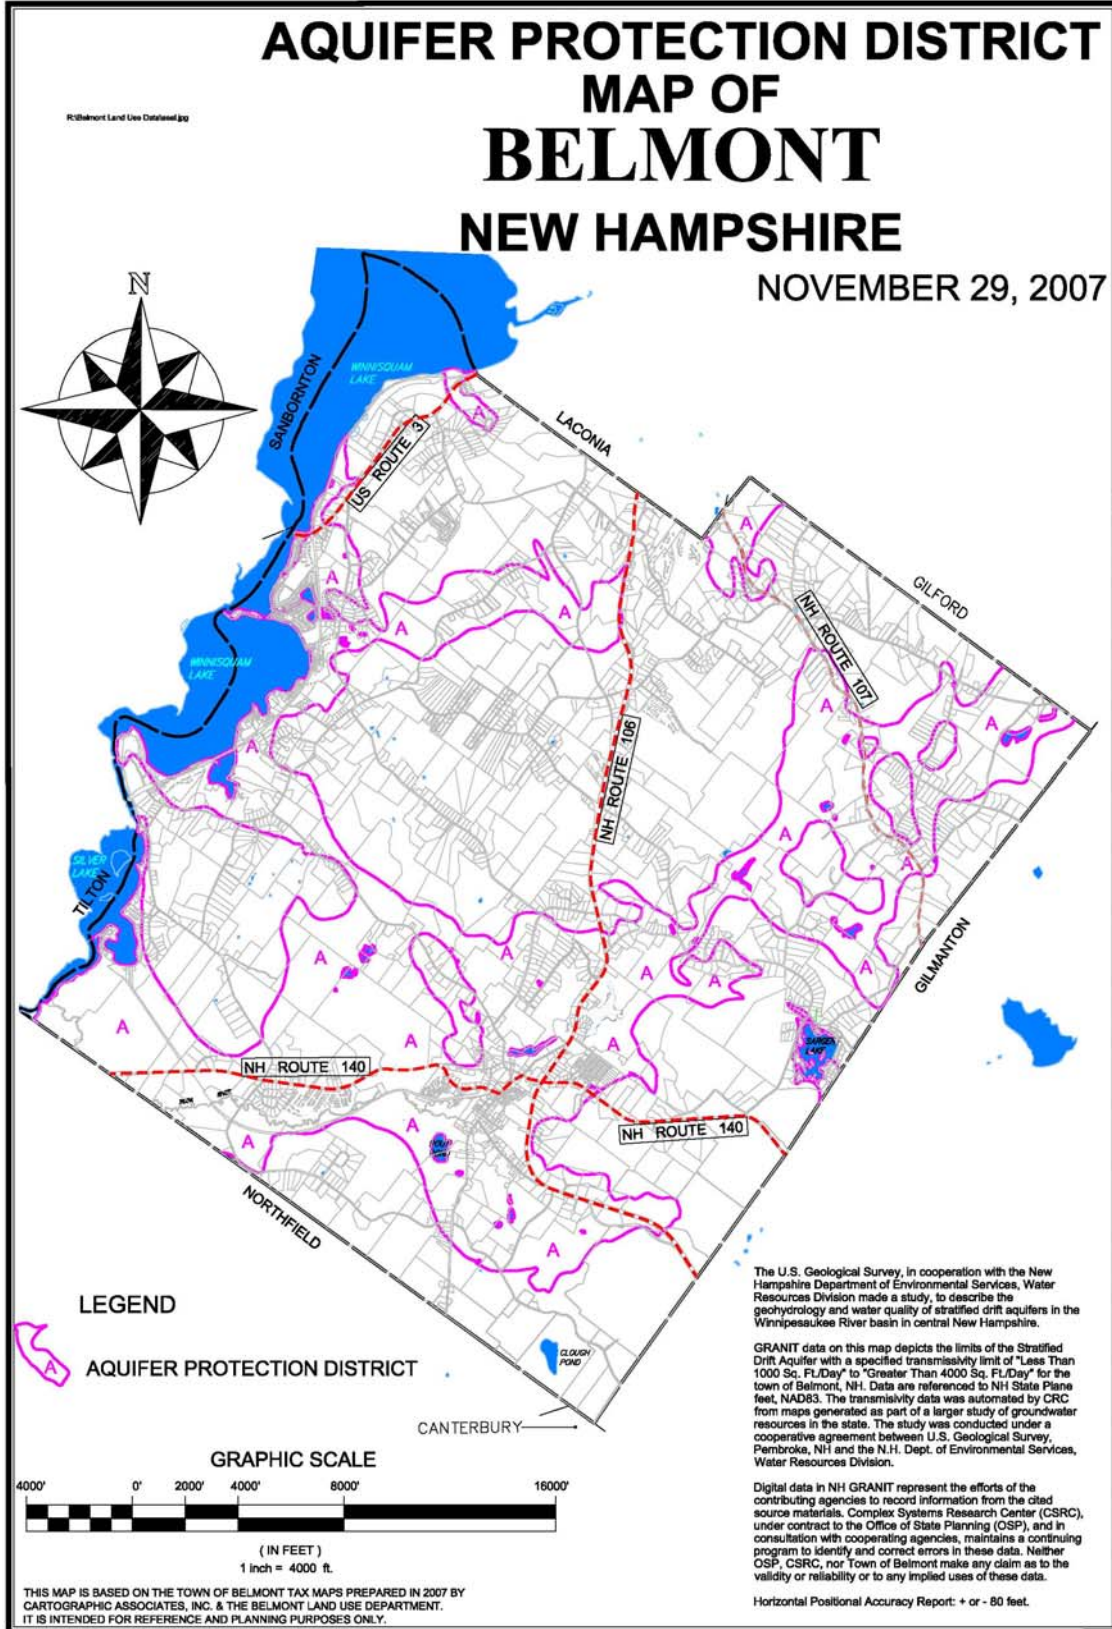 AQUIFER PROTECTION DISTRICT
MAP OF
BELMONT
NEW HAMPSHIRE
NOVEMBER 29, 2007
N
SANBORNTON
WINNISQUAM
LAKE
US ROUTE 3
A
LACONIA
A
GILFORD
NH ROUTE 107
A
A
A
WINNISQUAM
LAKE
A
A
A
NH ROUTE 106
SILVER
LAKE
TILTON
A
A
A
A
A
A
A
A
GILMANTON
A
A
A
SARGENT
LAKE
NH ROUTE 140
A
NH ROUTE 140
A
NORTHFIELD
A
CLOUGH
POND
CANTERBURY
LEGEND
A
AQUIFER PROTECTION DISTRICT
GRAPHIC SCALE
4000' 0' 2000' 4000' 8000' 16000'
( IN FEET )
1 inch = 4000 ft.
THIS MAP IS BASED ON THE TOWN OF BELMONT TAX MAPS PREPARED IN 2007 BY
CARTOGRAPHIC ASSOCIATES, INC. & THE BELMONT LAND USE DEPARTMENT.
IT IS INTENDED FOR REFERENCE AND PLANNING PURPOSES ONLY.
The U.S. Geological Survey, in cooperation with the New
Hampshire Department of Environmental Services, Water
Resources Division made a study, to describe the
geohydrology and water quality of stratified drift aquifers in the
Winnipesaukee River basin in central New Hampshire.
GRANIT data on this map depicts the limits of the Stratified
Drift Aquifer with a specified transmissivity limit of "Less Than
1000 Sq. Ft./Day" to "Greater Than 4000 Sq. Ft./Day" for the
town of Belmont, NH. Data are referenced to NH State Plane
feet, NAD83. The transmisivity data was automated by CRC
from maps generated as part of a larger study of groundwater
resources in the state. The study was conducted under a
cooperative agreement between U.S. Geological Survey,
Pembroke, NH and the N.H. Dept. of Environmental Services,
Water Resources Division.
Digital data in NH GRANIT represent the efforts of the
contributing agencies to record information from the cited
source materials. Complex Systems Research Center (CSRC),
under contract to the Office of State Planning (OSP), and in
consultation with cooperating agencies, maintains a continuing
program to identify and correct errors in these data. Neither
OSP, CSRC, nor Town of Belmont make any claim as to the
validity or reliability or to any implied uses of these data.
Horizontal Positional Accuracy Report: + or - 80 feet.